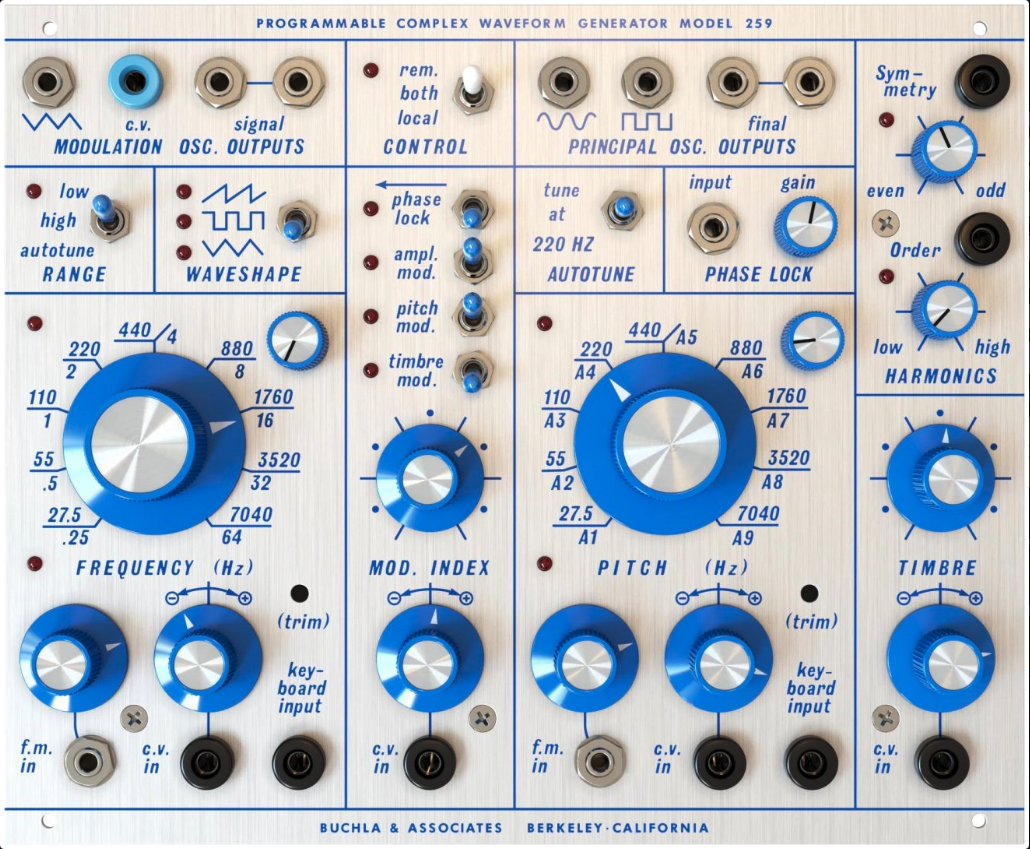 PROGRAMMABLE COMPLEX WAVEFORM GENERATOR MODEL 259
c.v.
signal
MODULATION OSC. OUTPUTS
rem.
both
local
CONTROL
final
PRINCIPAL OSC. OUTPUTS
Sym-
metry
even
odd
Order
low
high
HARMONICS
low
high
autotune
RANGE
WAVESHAPE
phase
lock
ampl.
mod.
pitch
mod.
timbre
mod.
tune
at
220 HZ
AUTOTUNE
input
gain
PHASE LOCK
440 / 4
220
2
880
8
110
1
1760
16
55
.5
3520
32
27.5
.25
7040
64
FREQUENCY (Hz)
(trim)
key-
board
input
f.m.
in
c.v.
in
MOD. INDEX
c.v.
in
440 / A5
220
A4
880
A6
110
A3
1760
A7
55
A2
3520
A8
27.5
A1
7040
A9
PITCH (Hz)
(trim)
key-
board
input
f.m.
in
c.v.
in
TIMBRE
c.v.
in
BUCHLA & ASSOCIATES BERKELEY·CALIFORNIA